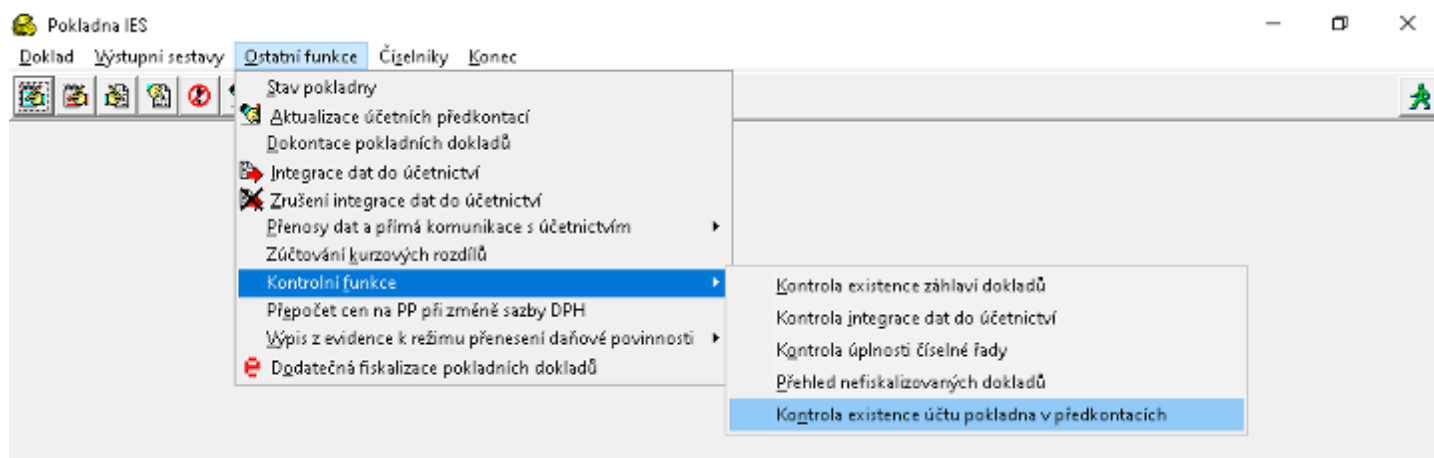 Pokladna IES
Doklad Výstupní sestavy Ostatní funkce Číselníky Konec
Stav pokladny
Aktualizace účetních předkontací
Dokontace pokladních dokladů
Integrace dat do účetnictví
Zrušení integrace dat do účetnictví
Přenosy dat a přímá komunikace s účetnictvím
Zúčtování kurzových rozdílů
Kontrolní funkce
Přepočet cen na PP při změně sazby DPH
Výpis z evidence k režimu přenesení daňové povinnosti
Dodatečná fiskalizace pokladních dokladů
Kontrola existence záhlaví dokladů
Kontrola integrace dat do účetnictví
Kontrola úplnosti číselné řady
Přehled nefiskalizovaných dokladů
Kontrola existence účtu pokladna v předkontacích